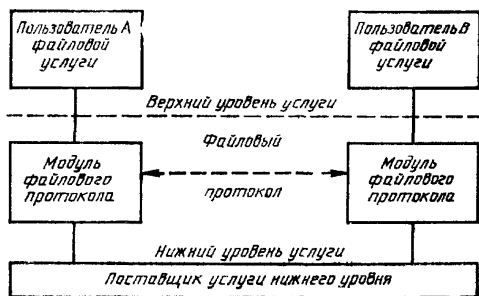 Пользователь А
файловой
услуги
Пользователь В
файловой
услуги
Верхний уровень услуги
Файловый
Модуль
файлового
протокола
протокол
Модуль
файлового
протокола
Нижний уровень услуги
Поставщик услуги нижнего уровня